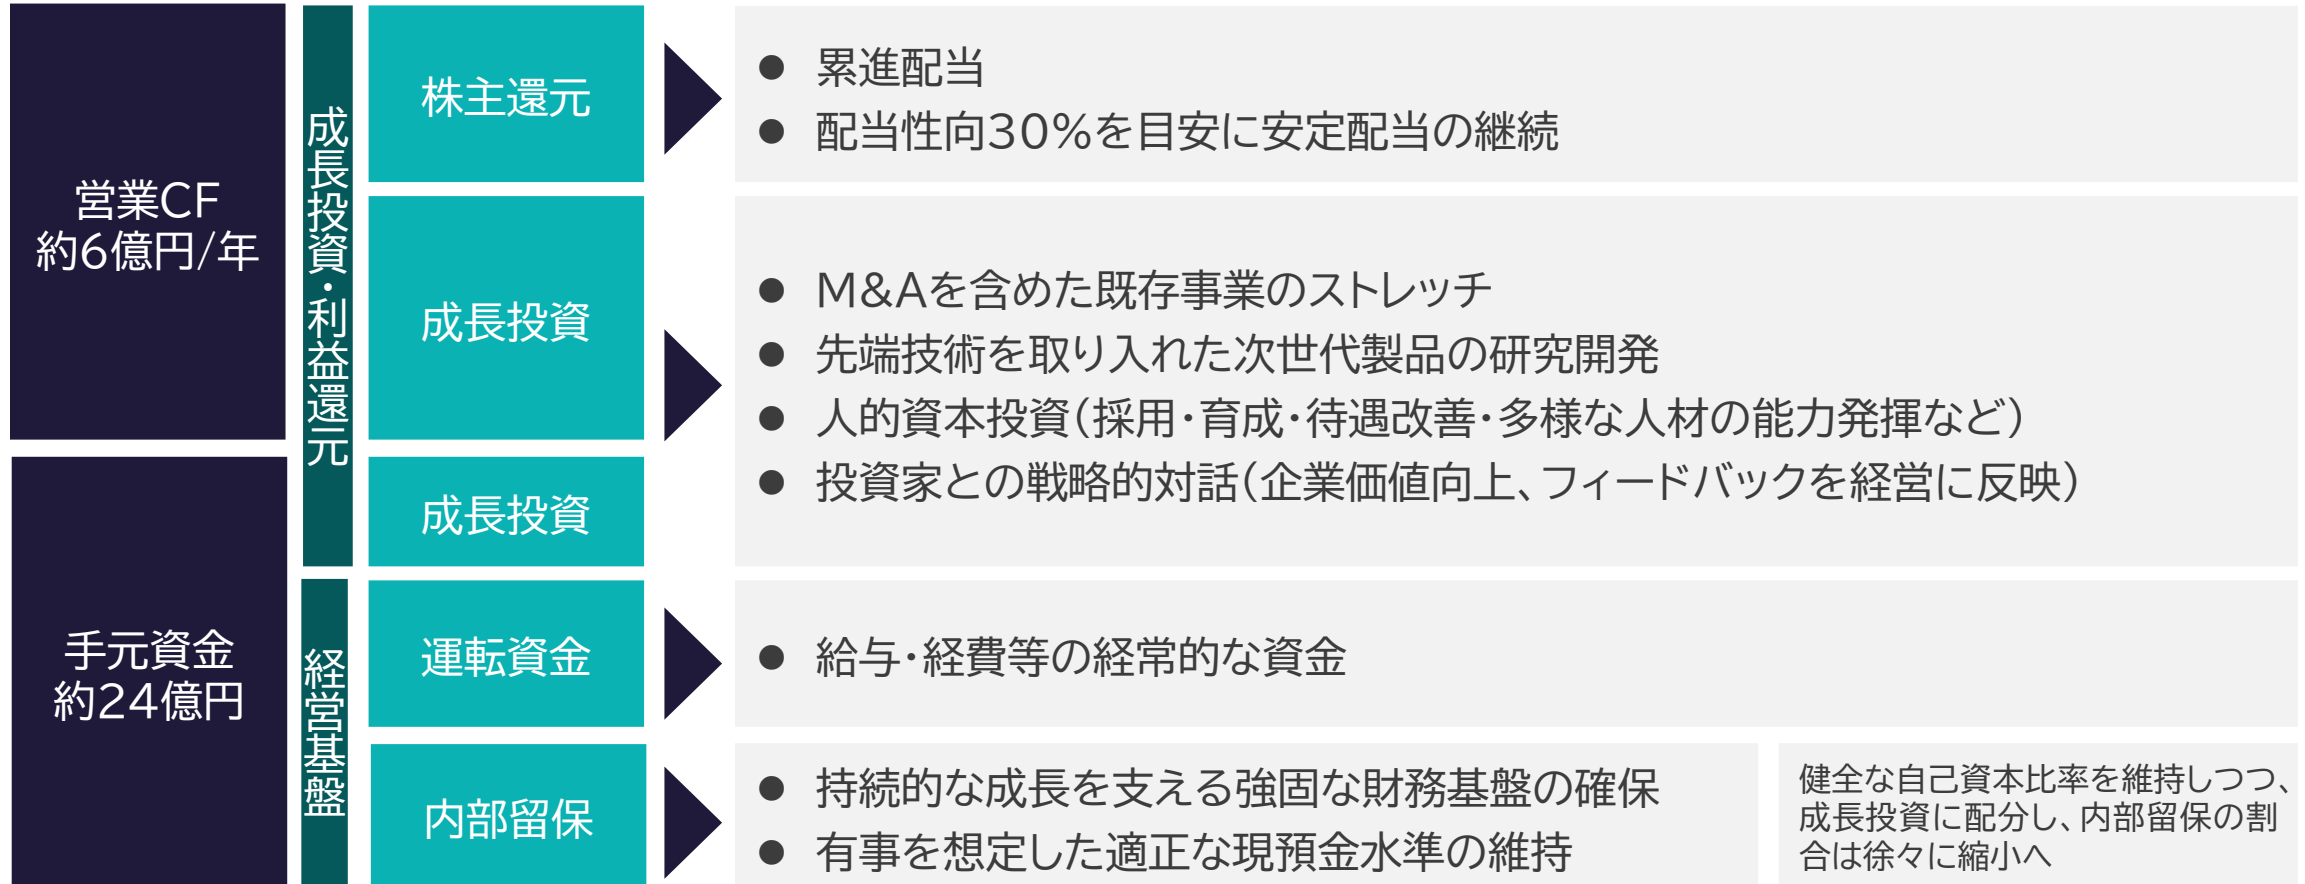 営業CF
約6億円/年
手元資金
約24億円
成長投資・利益還元
経営基盤
株主還元
● 累進配当
● 配当性向30%を目安に安定配当の継続
成長投資
成長投資
● M&Aを含めた既存事業のストレッチ
● 先端技術を取り入れた次世代製品の研究開発
● 人的資本投資(採用・育成・待遇改善・多様な人材の能力発揮など)
● 投資家との戦略的対話(企業価値向上、フィードバックを経営に反映)
運転資金
● 給与・経費等の経常的な資金
内部留保
● 持続的な成長を支える強固な財務基盤の確保
● 有事を想定した適正な現預金水準の維持
健全な自己資本比率を維持しつつ、
成長投資に配分し、内部留保の割
合は徐々に縮小へ